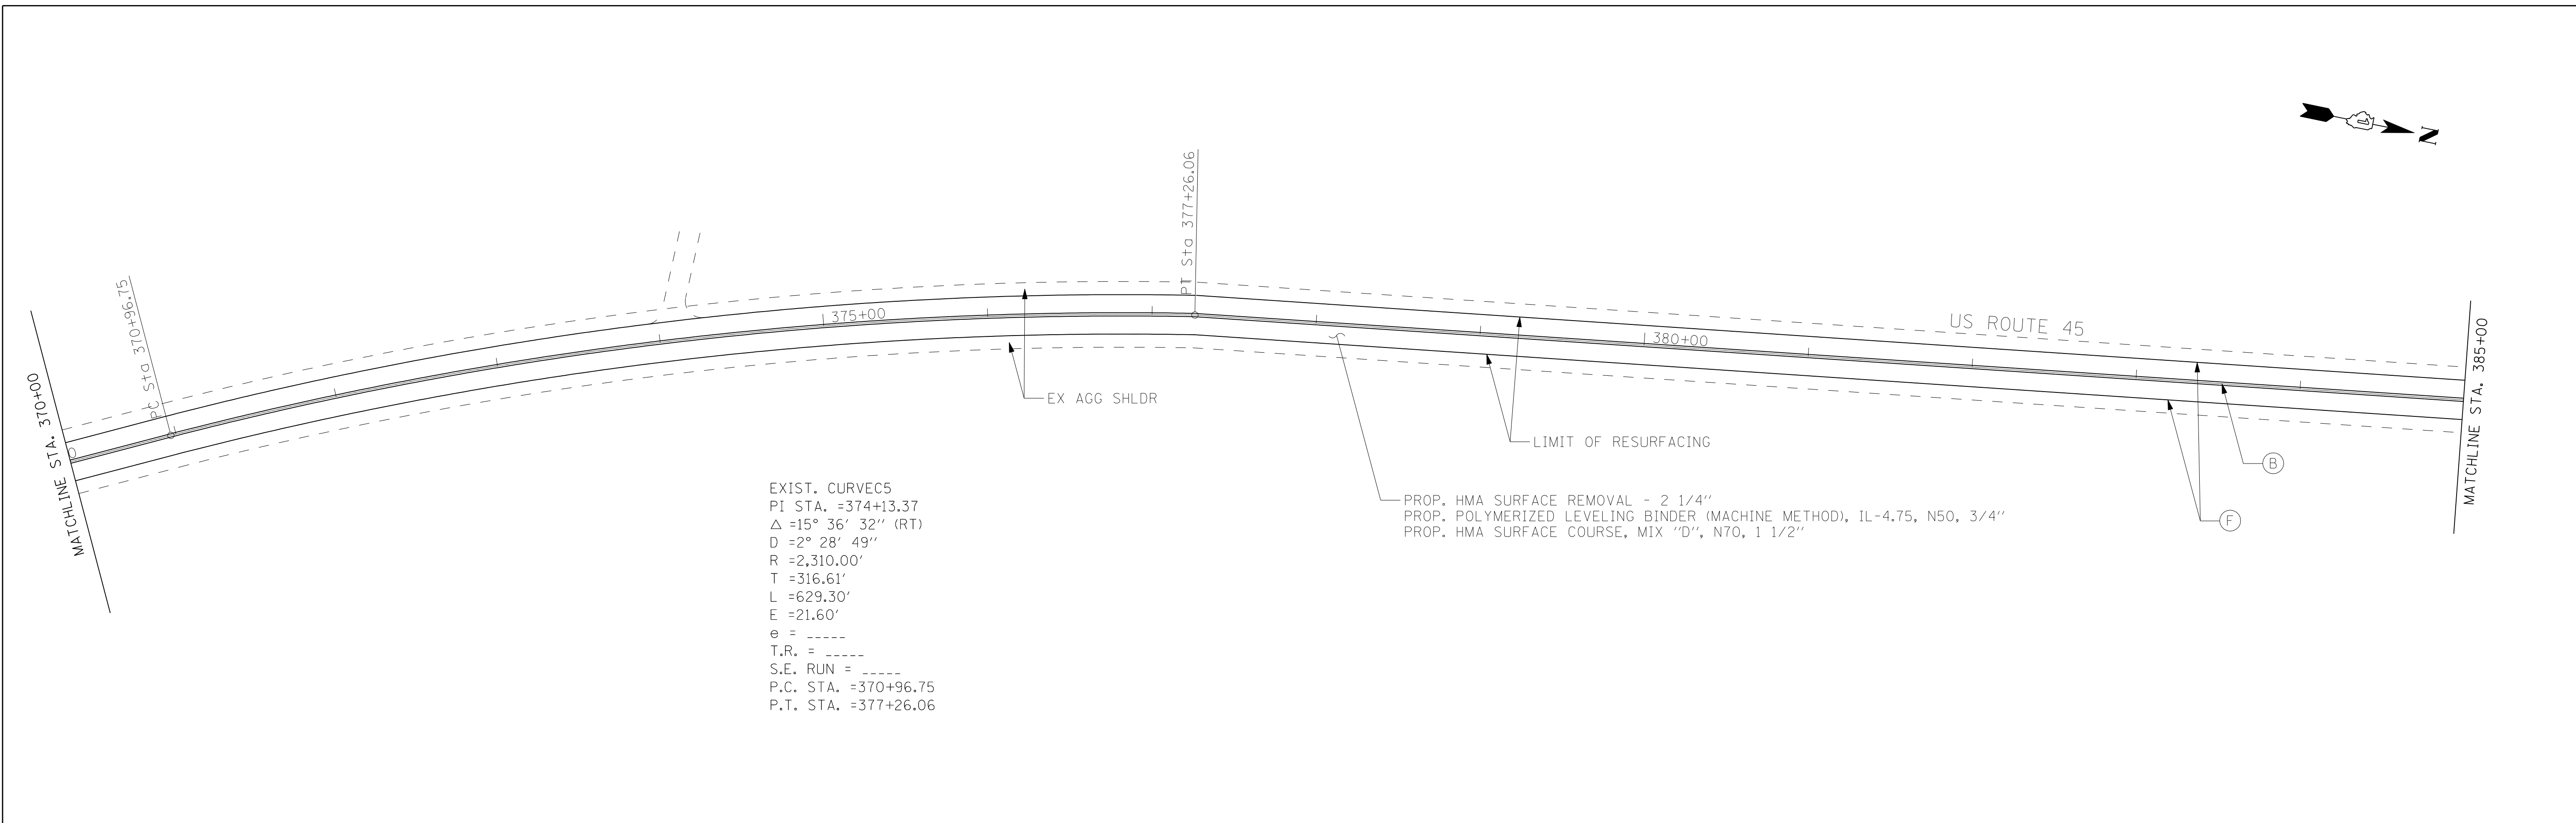 N
PT Sta 377+26.06
PC Sta 370+96.75
375+00
US ROUTE 45
380+00
MATCHLINE STA. 370+00
MATCHLINE STA. 385+00
EX AGG SHLDR
LIMIT OF RESURFACING
B
F
PROP. HMA SURFACE REMOVAL - 2 1/4"
PROP. POLYMERIZED LEVELING BINDER (MACHINE METHOD), IL-4.75, N50, 3/4"
PROP. HMA SURFACE COURSE, MIX "D", N70, 1 1/2"
EXIST. CURVEC5
PI STA. =374+13.37
△ =15° 36' 32" (RT)
D =2° 28' 49"
R =2,310.00'
T =316.61'
L =629.30'
E =21.60'
e = _____
T.R. = _____
S.E. RUN = _____
P.C. STA. =370+96.75
P.T. STA. =377+26.06